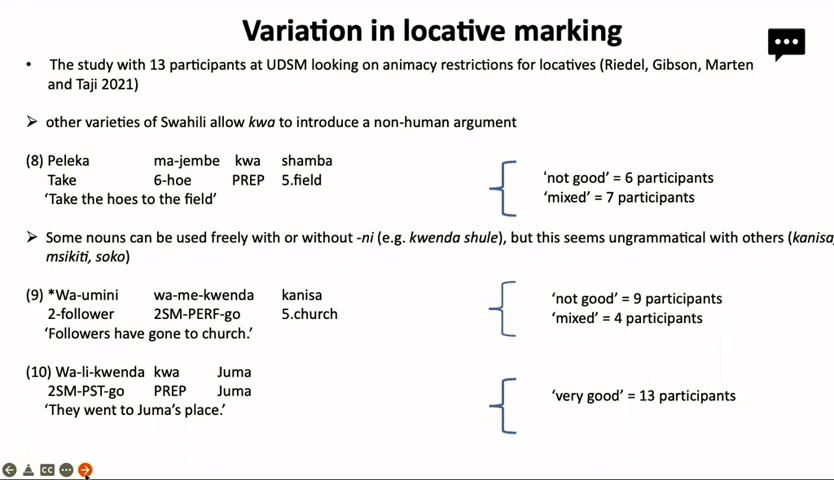 Variation in locative marking
• The study with 13 participants at UDSM looking on animacy restrictions for locatives (Riedel, Gibson, Marten
and Taji 2021)
➢ other varieties of Swahili allow kwa to introduce a non-human argument
(8) Peleka ma-jembe kwa shamba
Take 6-hoe PREP 5.field
‘Take the hoes to the field’
‘not good’ = 6 participants
‘mixed’ = 7 participants
➢ Some nouns can be used freely with or without -ni (e.g. kwenda shule), but this seems ungrammatical with others (kanisa,
msikiti, soko)
(9) *Wa-umini wa-me-kwenda kanisa
2-follower 2SM-PERF-go 5.church
‘Followers have gone to church.’
‘not good’ = 9 participants
‘mixed’ = 4 participants
(10) Wa-li-kwenda kwa Juma
2SM-PST-go PREP Juma
‘They went to Juma’s place.’
‘very good’ = 13 participants
CC